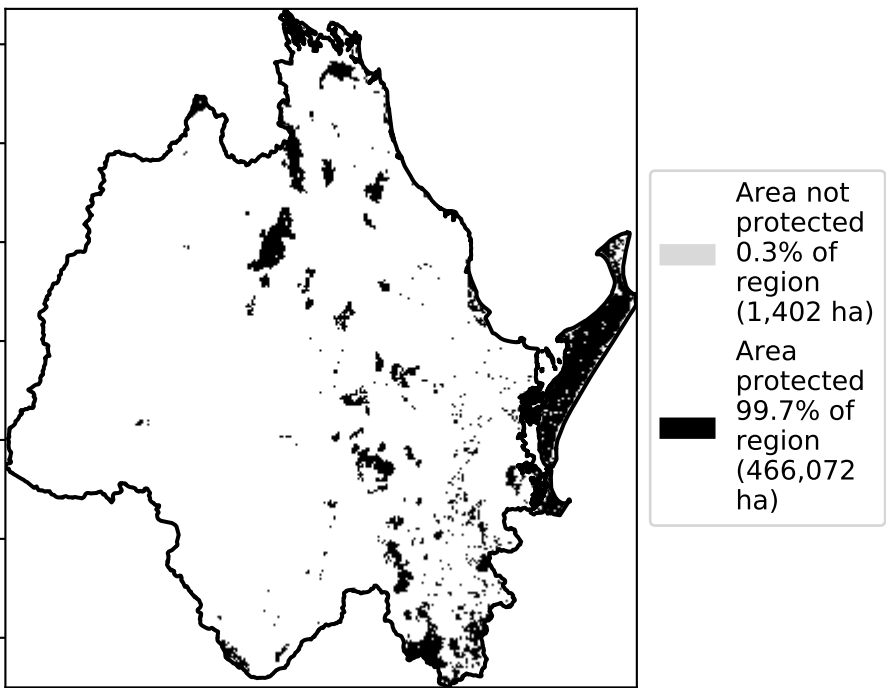 Area not
protected
0.3% of
region
(1,402 ha)
Area
protected
99.7% of
region
(466,072
ha)